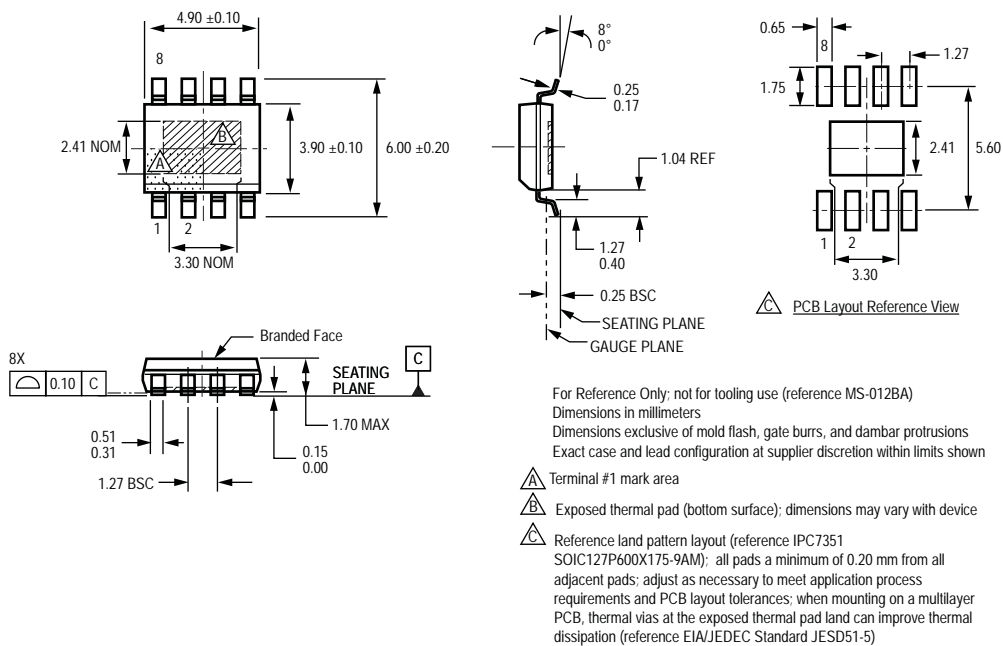 4.90 ±0.10
8
2.41 NOM
B
A
3.90 ±0.10
6.00 ±0.20
1
2
3.30 NOM
8°
0°
0.25
0.17
1.04 REF
1.27
0.40
0.25 BSC
SEATING PLANE
GAUGE PLANE
0.65
8
1.27
1.75
2.41
5.60
1
2
3.30
C
PCB Layout Reference View
Branded Face
8X
0.10
C
SEATING
PLANE
C
1.70 MAX
0.51
0.31
0.15
0.00
1.27 BSC
For Reference Only; not for tooling use (reference MS-012BA)
Dimensions in millimeters
Dimensions exclusive of mold flash, gate burrs, and dambar protrusions
Exact case and lead configuration at supplier discretion within limits shown
A Terminal #1 mark area
B Exposed thermal pad (bottom surface); dimensions may vary with device
C Reference land pattern layout (reference IPC7351
SOIC127P600X175-9AM); all pads a minimum of 0.20 mm from all
adjacent pads; adjust as necessary to meet application process
requirements and PCB layout tolerances; when mounting on a multilayer
PCB, thermal vias at the exposed thermal pad land can improve thermal
dissipation (reference EIA/JEDEC Standard JESD51-5)